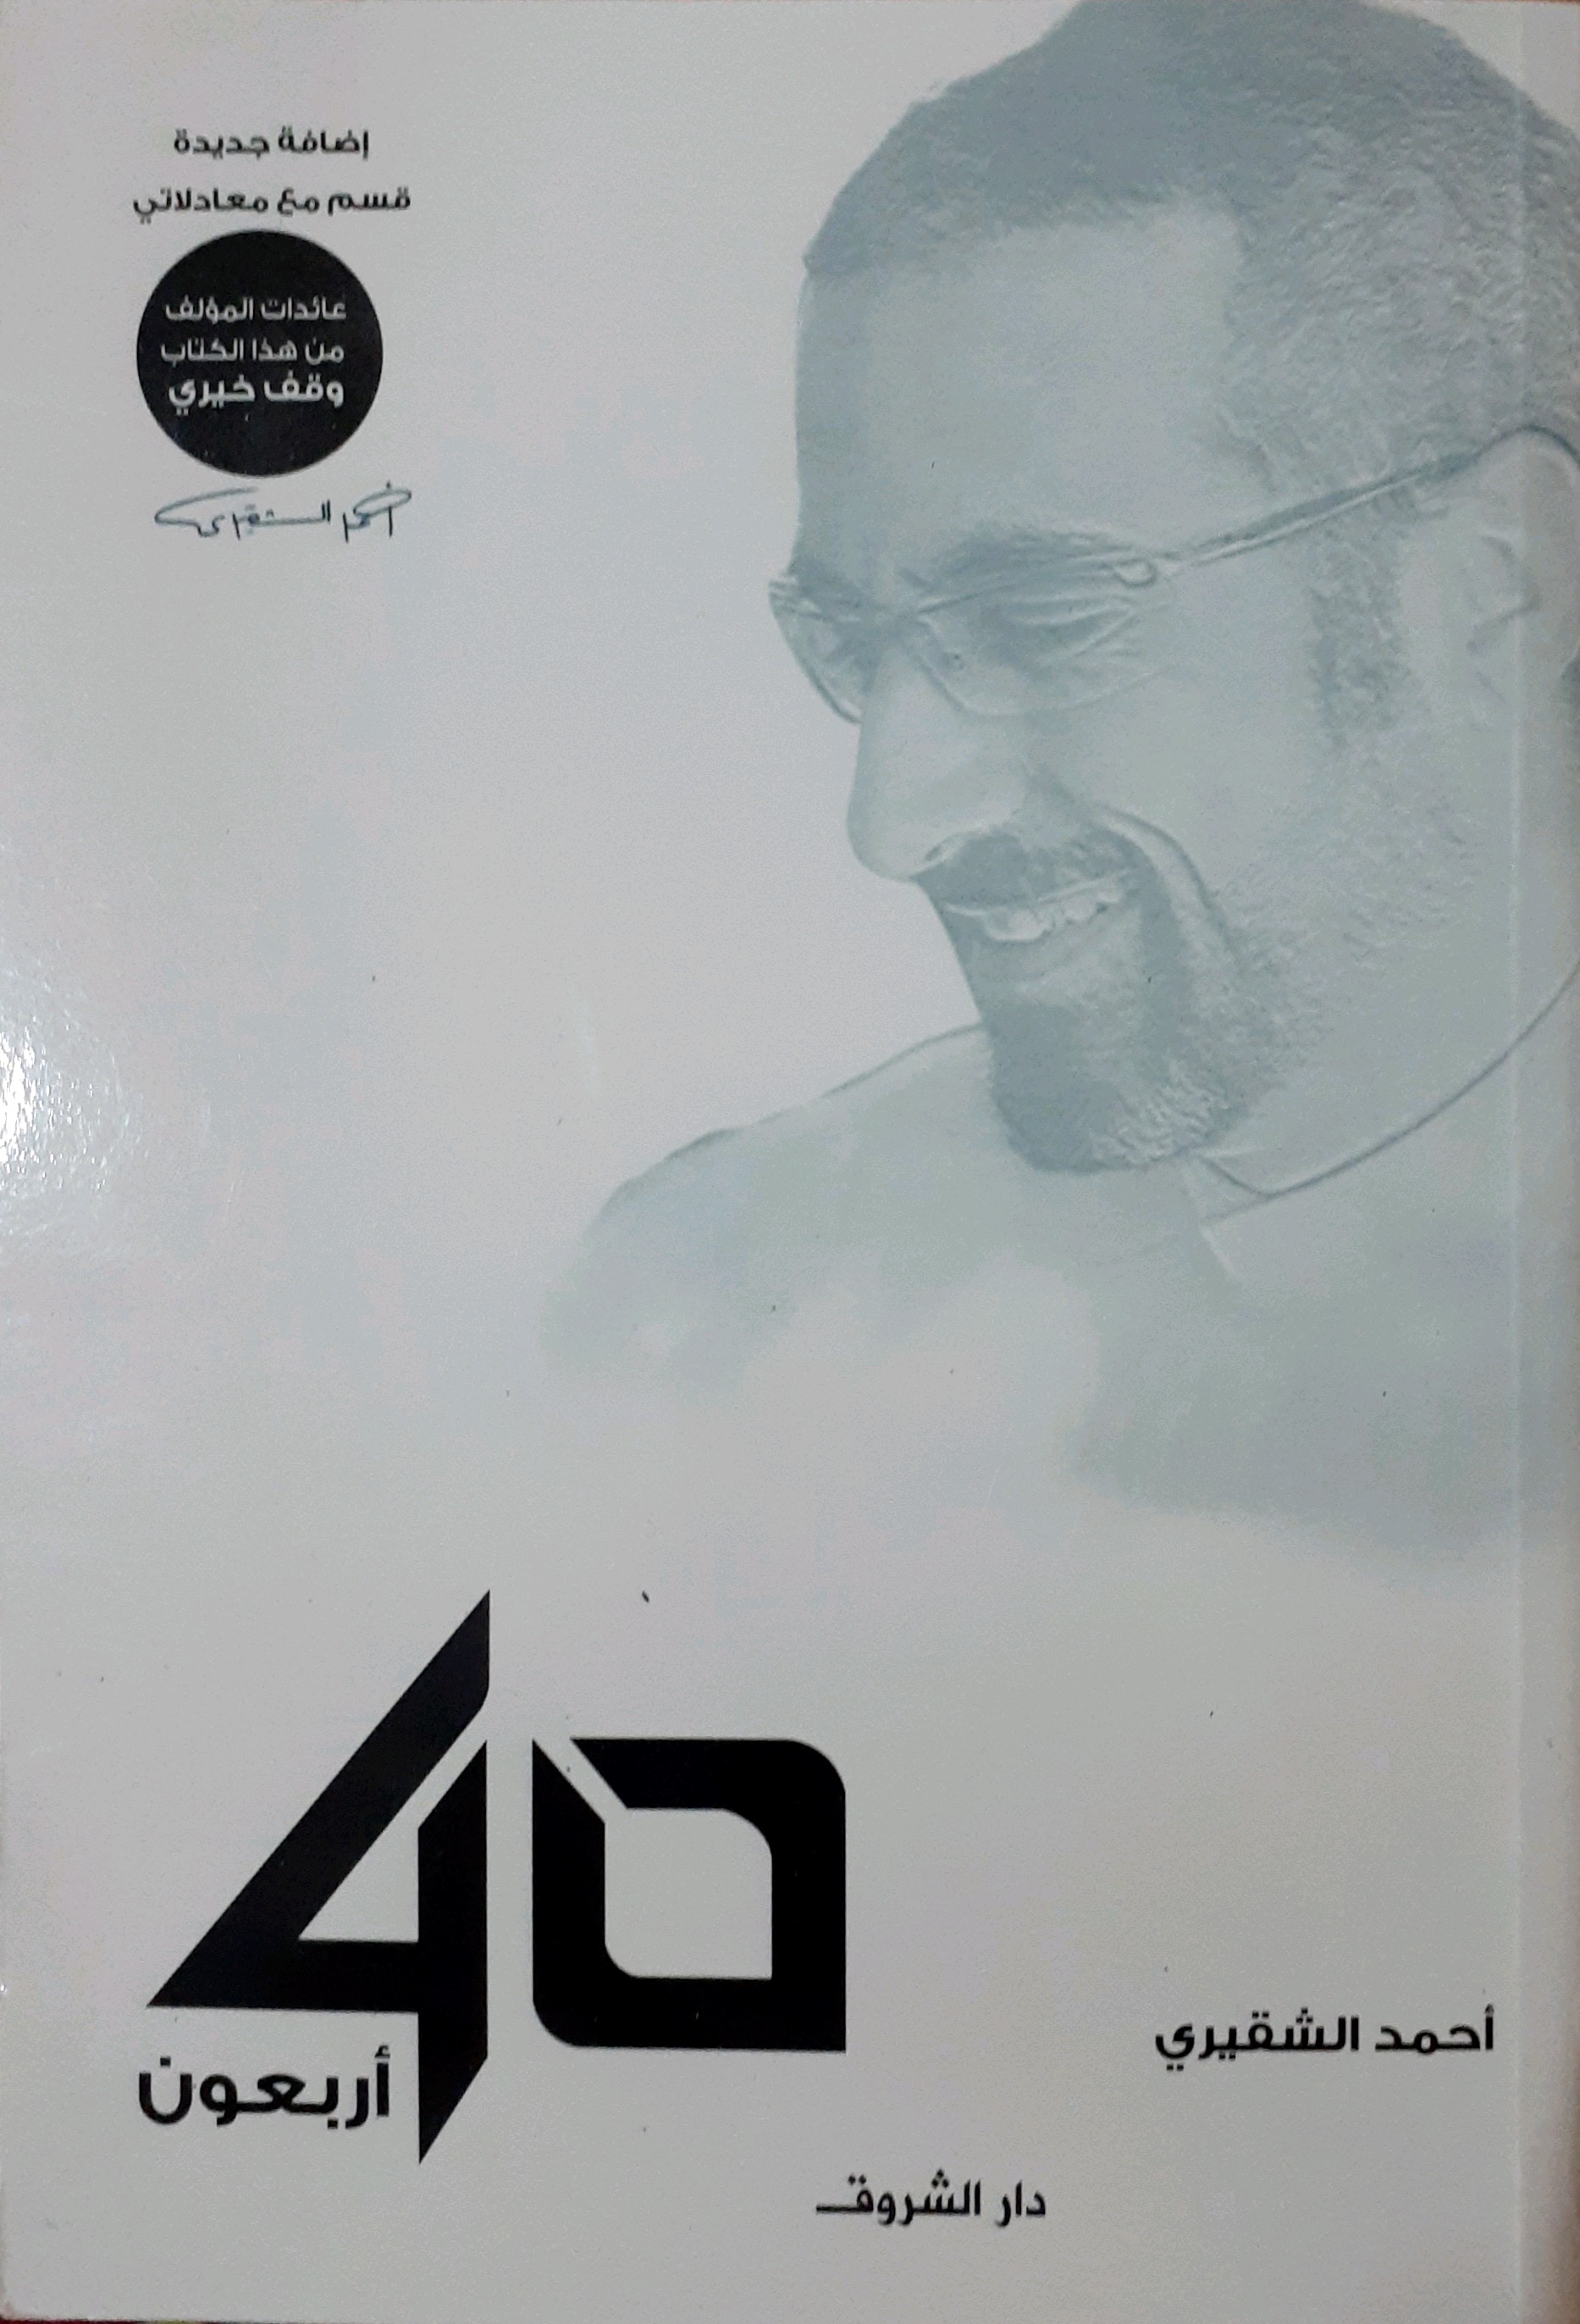 إضافة جديدة
قسم مع معادلاتي
عائدات المؤلف
من هذا الكتاب
وقف خيري
أحمد الشقيري
40
أربعون
أحمد الشقيري
دار الشروق